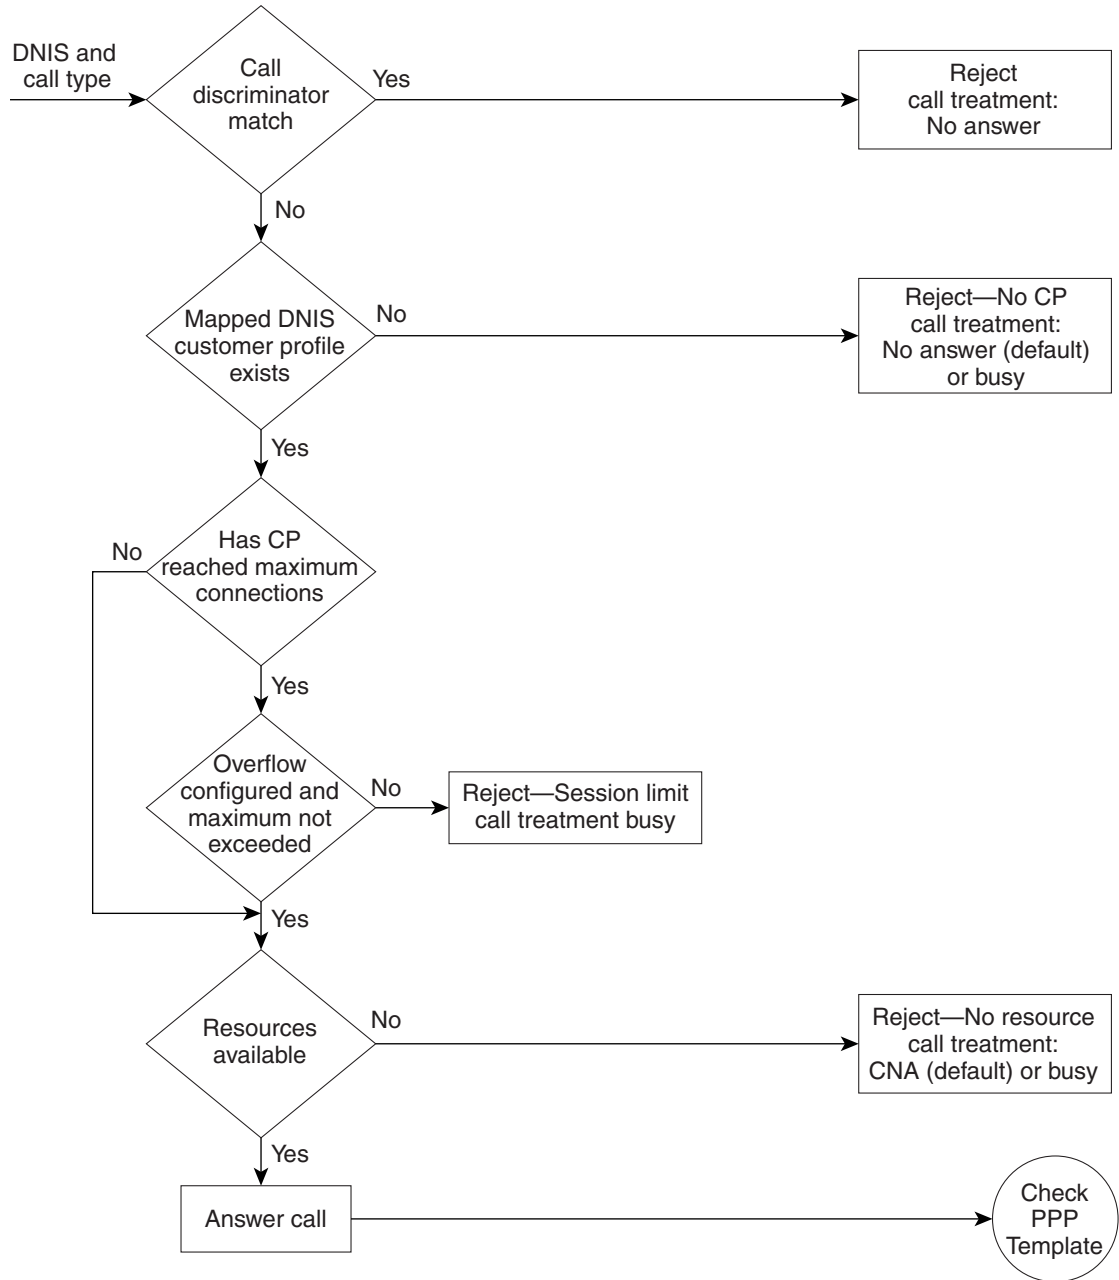 DNIS and
call type
Call
discriminator
match
Yes
Reject
call treatment:
No answer
No
Mapped DNIS
customer profile
exists
No
Reject—No CP
call treatment:
No answer (default)
or busy
Yes
Has CP
reached maximum
connections
No
Yes
Overflow
configured and
maximum not
exceeded
No
Reject—Session limit
call treatment busy
Yes
Resources
available
No
Reject—No resource
call treatment:
CNA (default) or busy
Yes
Answer call
Check
PPP
Template